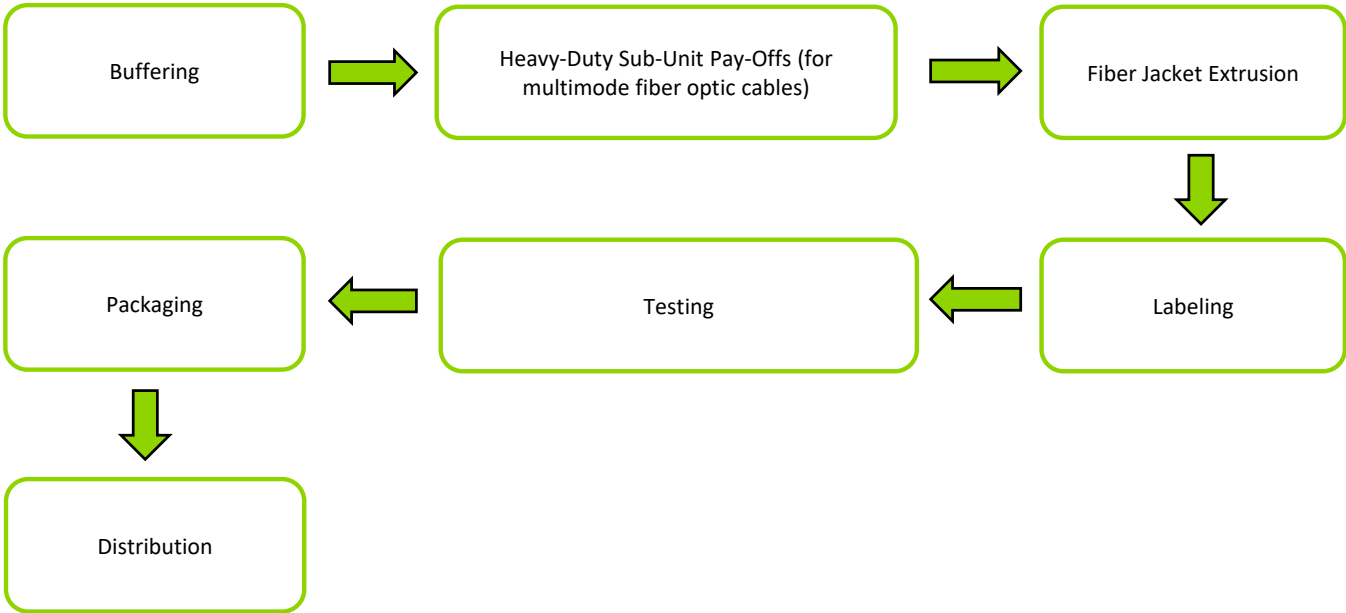 Buffering
Heavy-Duty Sub-Unit Pay-Offs (for
multimode fiber optic cables)
Fiber Jacket Extrusion
Labeling
Testing
Packaging
Distribution